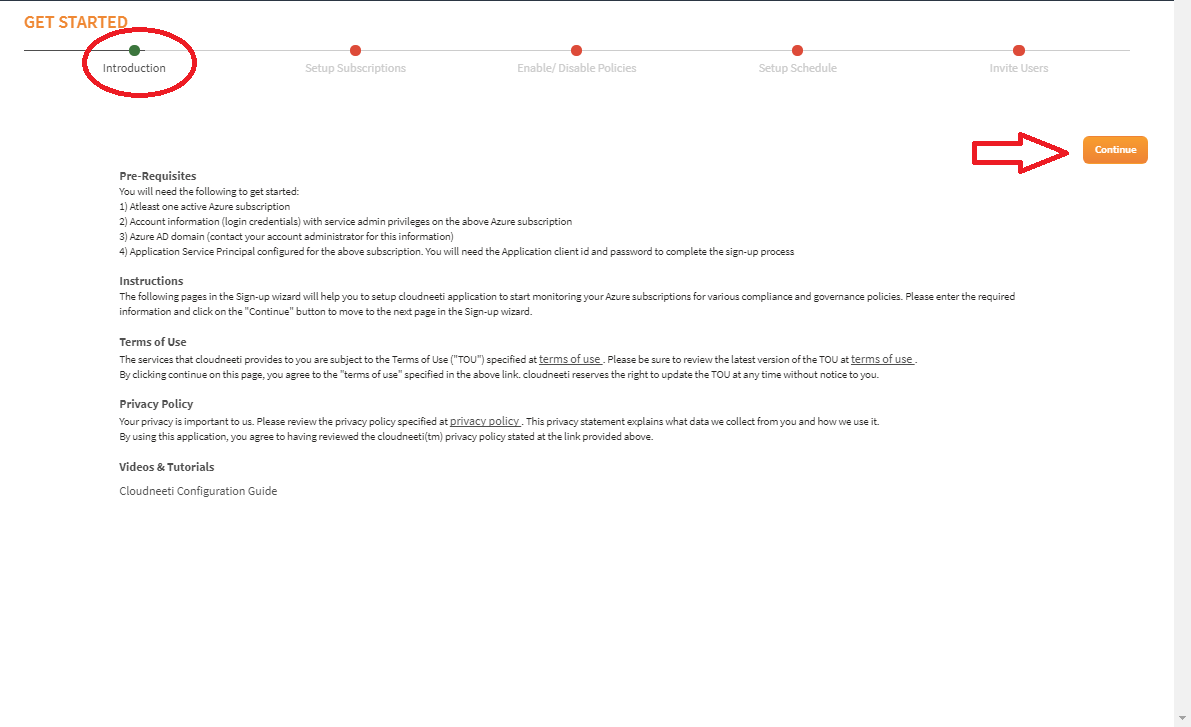 GET STARTED
Introduction
Setup Subscriptions
Enable/ Disable Policies
Setup Schedule
Invite Users
Continue
Pre-Requisites
You will need the following to get started:
1) Atleast one active Azure subscription
2) Account information (login credentials) with service admin privileges on the above Azure subscription
3) Azure AD domain (contact your account administrator for this information)
4) Application Service Principal configured for the above subscription. You will need the Application client id and password to complete the sign-up process
Instructions
The following pages in the Sign-up wizard will help you to setup cloudneeti application to start monitoring your Azure subscriptions for various compliance and governance policies. Please enter the required
information and click on the "Continue" button to move to the next page in the Sign-up wizard.
Terms of Use
The services that cloudneeti provides to you are subject to the Terms of Use ("TOU") specified at terms of use . Please be sure to review the latest version of the TOU at terms of use .
By clicking continue on this page, you agree to the "terms of use" specified in the above link. cloudneeti reserves the right to update the TOU at any time without notice to you.
Privacy Policy
Your privacy is important to us. Please review the privacy policy specified at privacy policy . This privacy statement explains what data we collect from you and how we use it.
By using this application, you agree to having reviewed the cloudneeti(tm) privacy policy stated at the link provided above.
Videos & Tutorials
Cloudneeti Configuration Guide